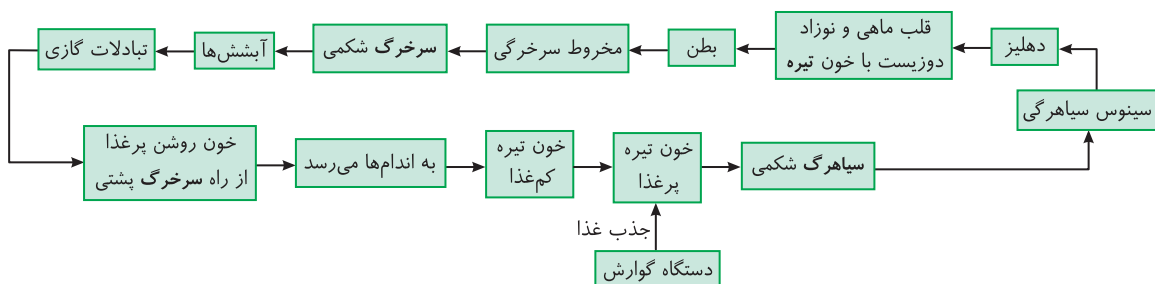 سینوس سیاهرگی
دهلیز
قلب ماهی و نوزاد
دوزیست با خون تیره
بطن
مخروط سرخرگی
سرخرگ شکمی
آبشش‌ها
تبادلات گازی
خون روشن پرغذا
از راه سرخرگ پشتی
به اندام‌ها می‌رسد
خون تیره
کم‌غذا
خون تیره
پرغذا
سیاهرگ شکمی
جذب غذا
دستگاه گوارش